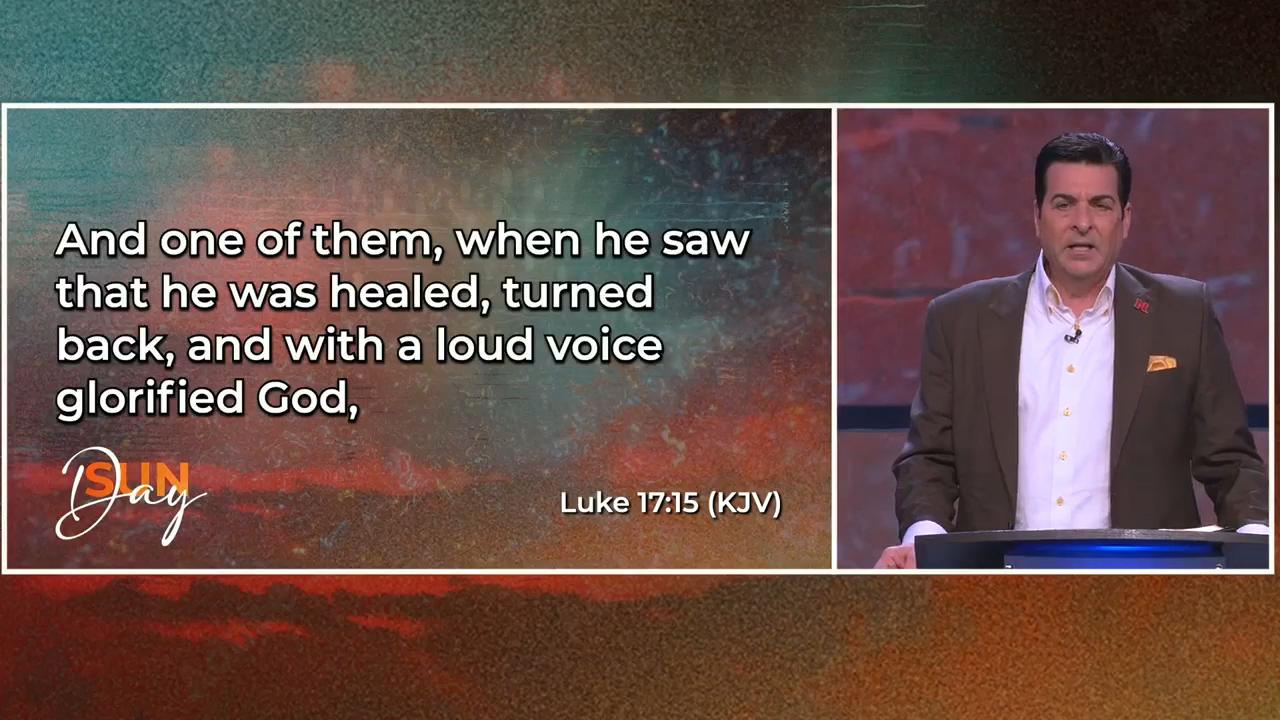 And one of them, when he saw
that he was healed, turned
back, and with a loud voice
glorified God,
SUN
Day
Luke 17:15 (KJV)